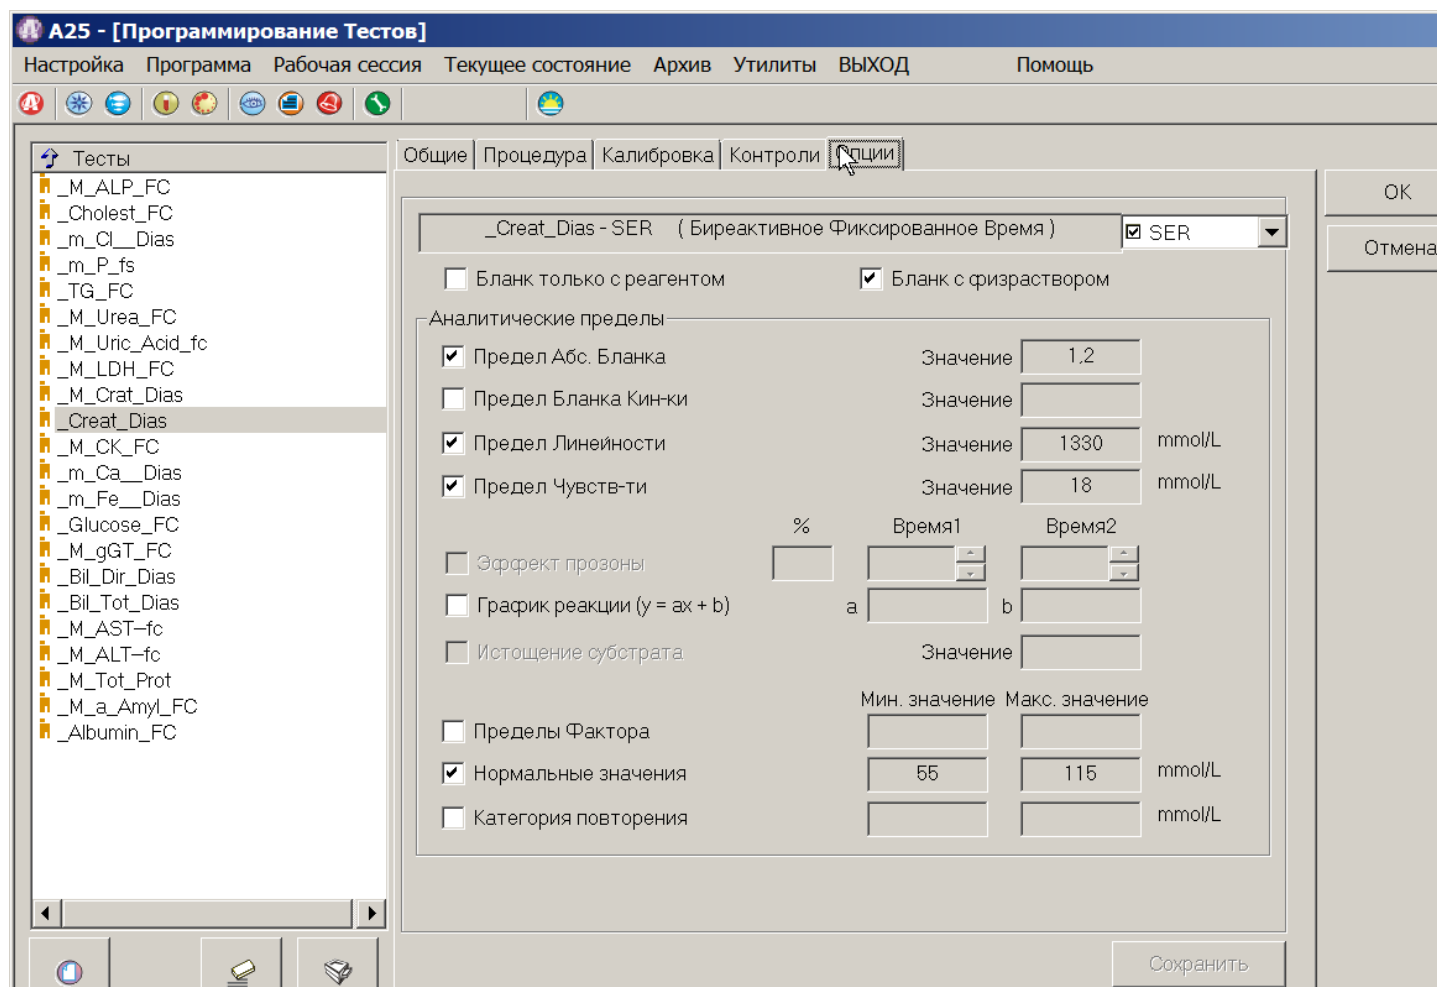 A25 - [Программирование Тестов]
Настройка Программа Рабочая сессия Текущее состояние Архив Утилиты ВЫХОД Помощь
Тесты
_M_ALP_FC
_Cholest_FC
_m_Cl__Dias
_m_P_fs
_TG_FC
_M_Urea_FC
_M_Uric_Acid_fc
_M_LDH_FC
_M_Crat_Dias
_Creat_Dias
_M_CK_FC
_m_Ca__Dias
_m_Fe__Dias
_Glucose_FC
_M_gGT_FC
_Bil_Dir_Dias
_Bil_Tot_Dias
_M_AST-fc
_M_ALT-fc
_M_Tot_Prot
_M_a_Amyl_FC
_Albumin_FC
Общие Процедура Калибровка Контроли Опции
_Creat_Dias - SER ( Биреактивное Фиксированное Время ) SER
Бланк только с реагентом Бланк с физраствором
Аналитические пределы
Предел Абс. Бланка Значение 1,2
Предел Бланка Кин-ки Значение
Предел Линейности Значение 1330 mmol/L
Предел Чувств-ти Значение 18 mmol/L
% Время1 Время2
Эффект прозоны
График реакции (y = ax + b) a b
Истощение субстрата Значение
Мин. значение Макс. значение
Пределы Фактора
Нормальные значения 55 115 mmol/L
Категория повторения mmol/L
Сохранить
OK
Отмена